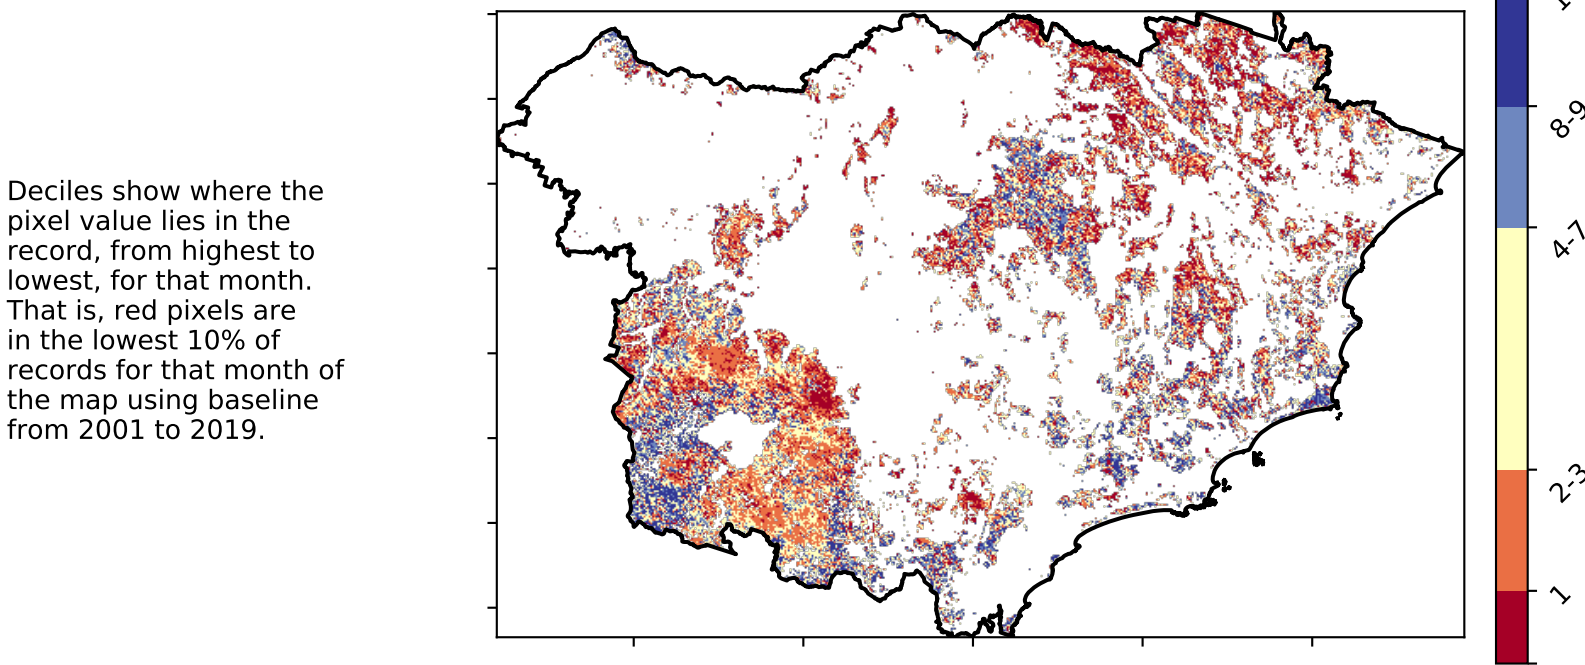 Deciles show where the
pixel value lies in the
record, from highest to
lowest, for that month.
That is, red pixels are
in the lowest 10% of
records for that month of
the map using baseline
from 2001 to 2019.
8-9
4-7
2-3
1